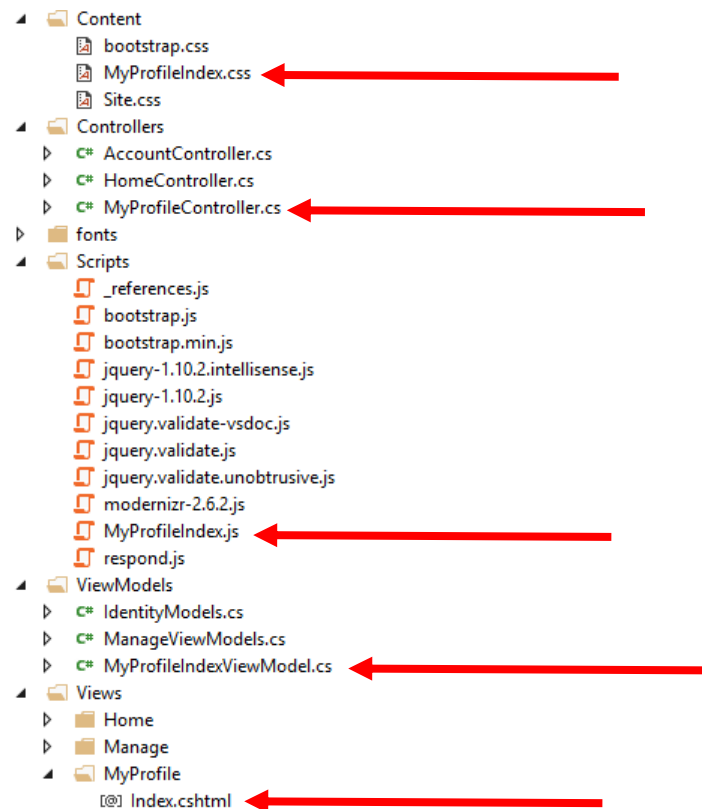 Content
bootstrap.css
MyProfileIndex.css
Site.css
Controllers
C# AccountController.cs
C# HomeController.cs
C# MyProfileController.cs
fonts
Scripts
_references.js
bootstrap.js
bootstrap.min.js
jquery-1.10.2.intellisense.js
jquery-1.10.2.js
jquery.validate-vsdoc.js
jquery.validate.js
jquery.validate.unobtrusive.js
modernizr-2.6.2.js
MyProfileIndex.js
respond.js
ViewModels
C# IdentityModels.cs
C# ManageViewModels.cs
C# MyProfileIndexViewModel.cs
Views
Home
Manage
MyProfile
[@] Index.cshtml